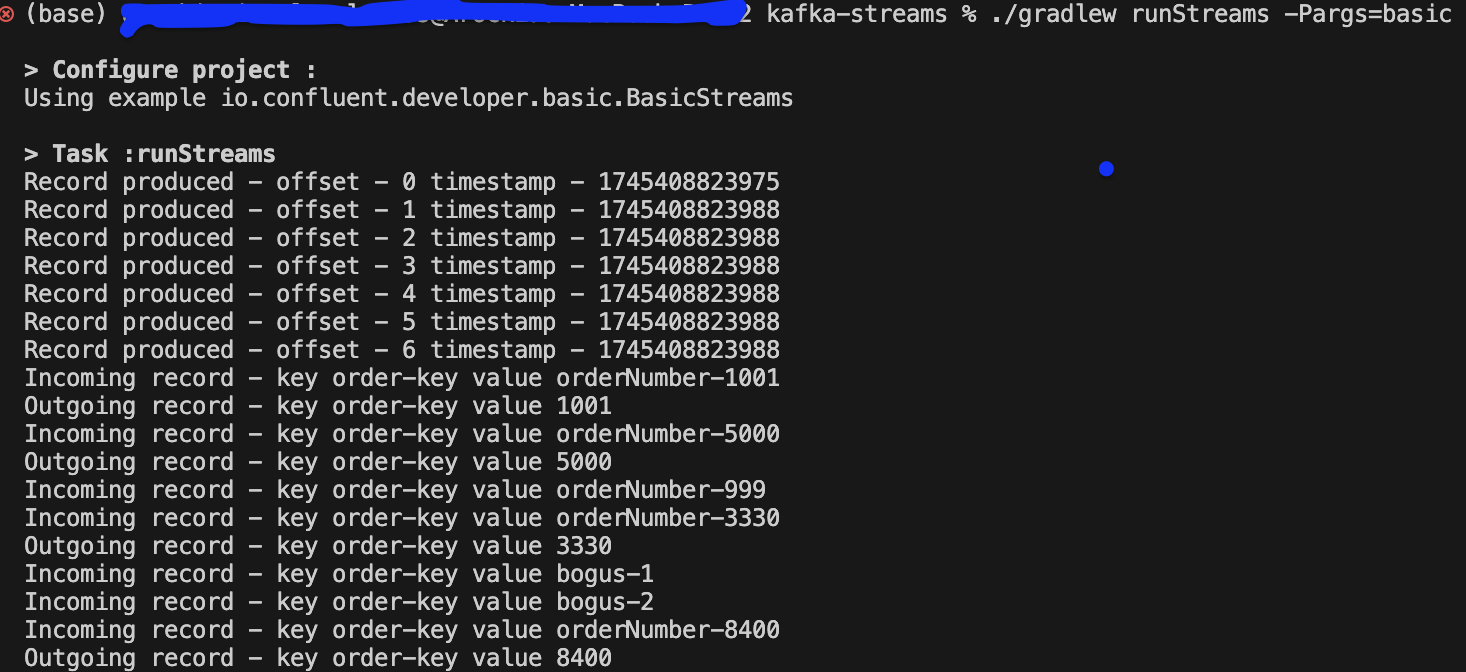 (base) 2 kafka-streams % ./gradlew runStreams -Pargs=basic
> Configure project :
Using example io.confluent.developer.basic.BasicStreams
> Task :runStreams
Record produced - offset - 0 timestamp - 1745408823975
Record produced - offset - 1 timestamp - 1745408823988
Record produced - offset - 2 timestamp - 1745408823988
Record produced - offset - 3 timestamp - 1745408823988
Record produced - offset - 4 timestamp - 1745408823988
Record produced - offset - 5 timestamp - 1745408823988
Record produced - offset - 6 timestamp - 1745408823988
Incoming record - key order-key value orderNumber-1001
Outgoing record - key order-key value 1001
Incoming record - key order-key value orderNumber-5000
Outgoing record - key order-key value 5000
Incoming record - key order-key value orderNumber-999
Incoming record - key order-key value orderNumber-3330
Outgoing record - key order-key value 3330
Incoming record - key order-key value bogus-1
Incoming record - key order-key value bogus-2
Incoming record - key order-key value orderNumber-8400
Outgoing record - key order-key value 8400